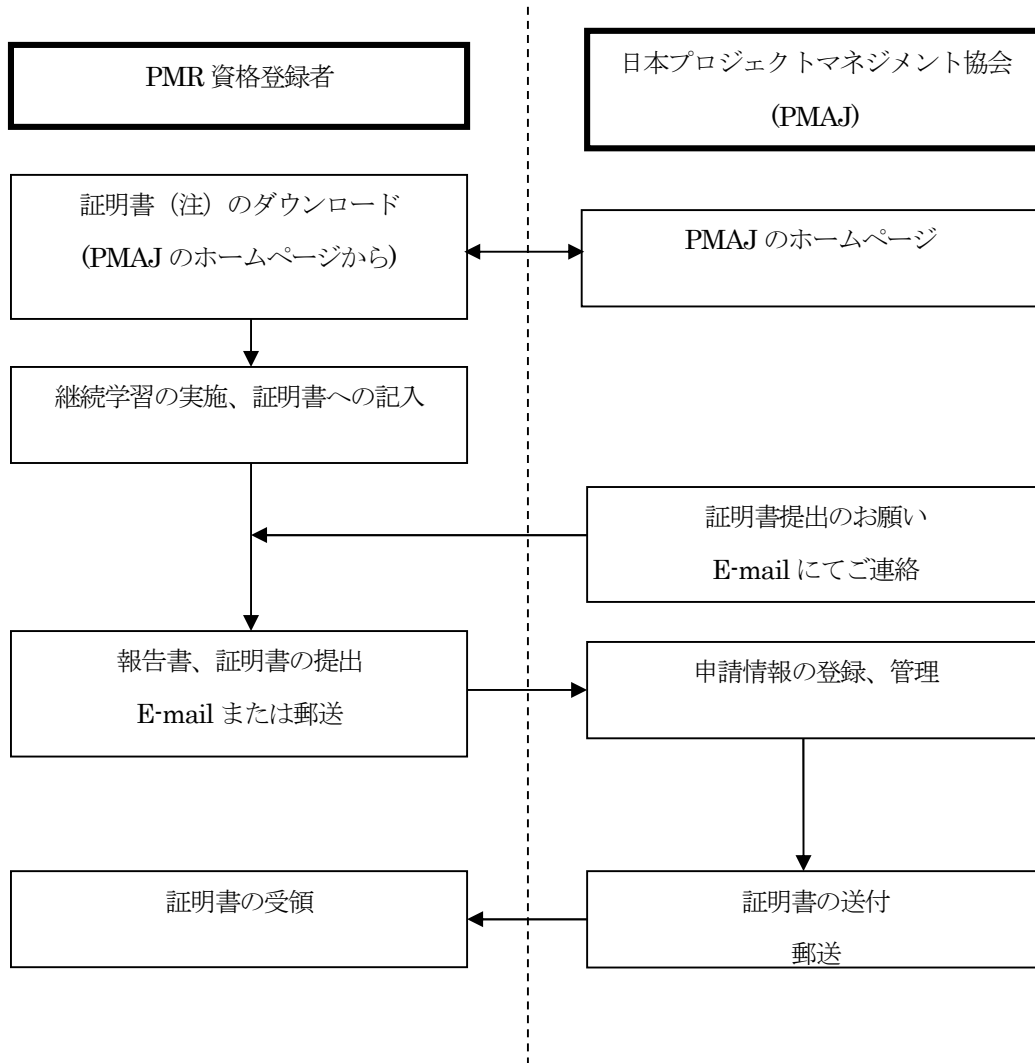 PMR 資格登録者
日本プロジェクトマネジメント協会
(PMAJ)
証明書（注）のダウンロード
(PMAJ のホームページから)
PMAJ のホームページ
継続学習の実施、証明書への記入
証明書提出のお願い
E-mail にてご連絡
報告書、証明書の提出
E-mail または郵送
申請情報の登録、管理
証明書の受領
証明書の送付
郵送